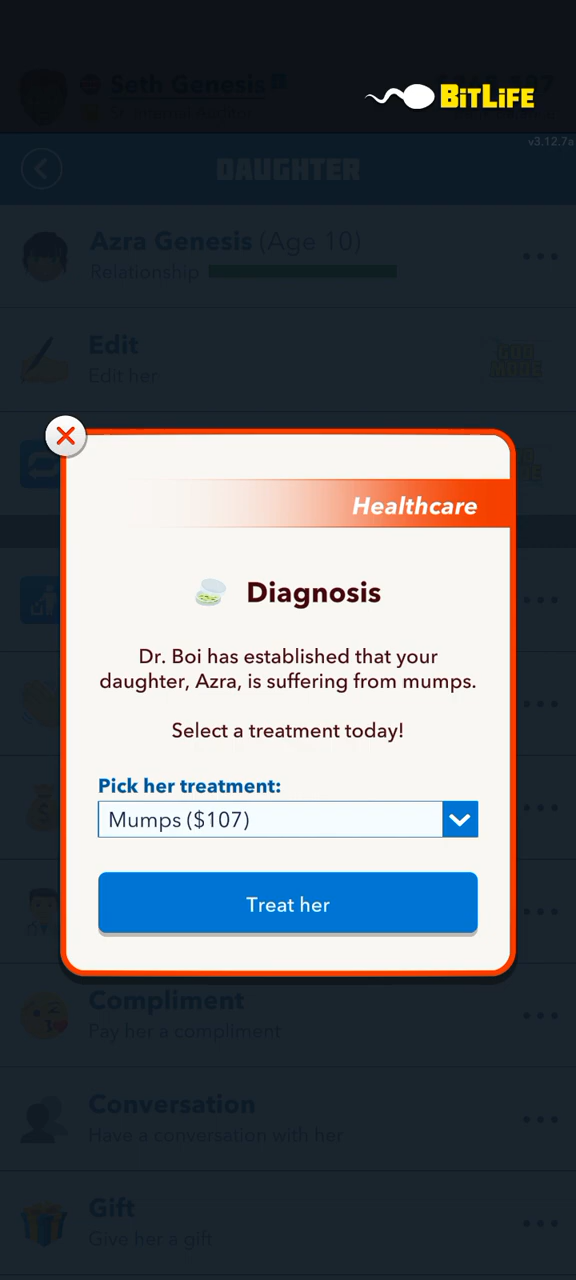 Seth Genesis
BITLIFE
v3.12.7a
DAUGHTER
Azra Genesis (Age 10)
Relationship
Edit
Edit her
GOD
MODE
Healthcare
Diagnosis
Dr. Boi has established that your
daughter, Azra, is suffering from mumps.
Select a treatment today!
Pick her treatment:
Mumps ($107)
Treat her
Compliment
Pay her a compliment
Conversation
Have a conversation with her
Gift
Give her a gift